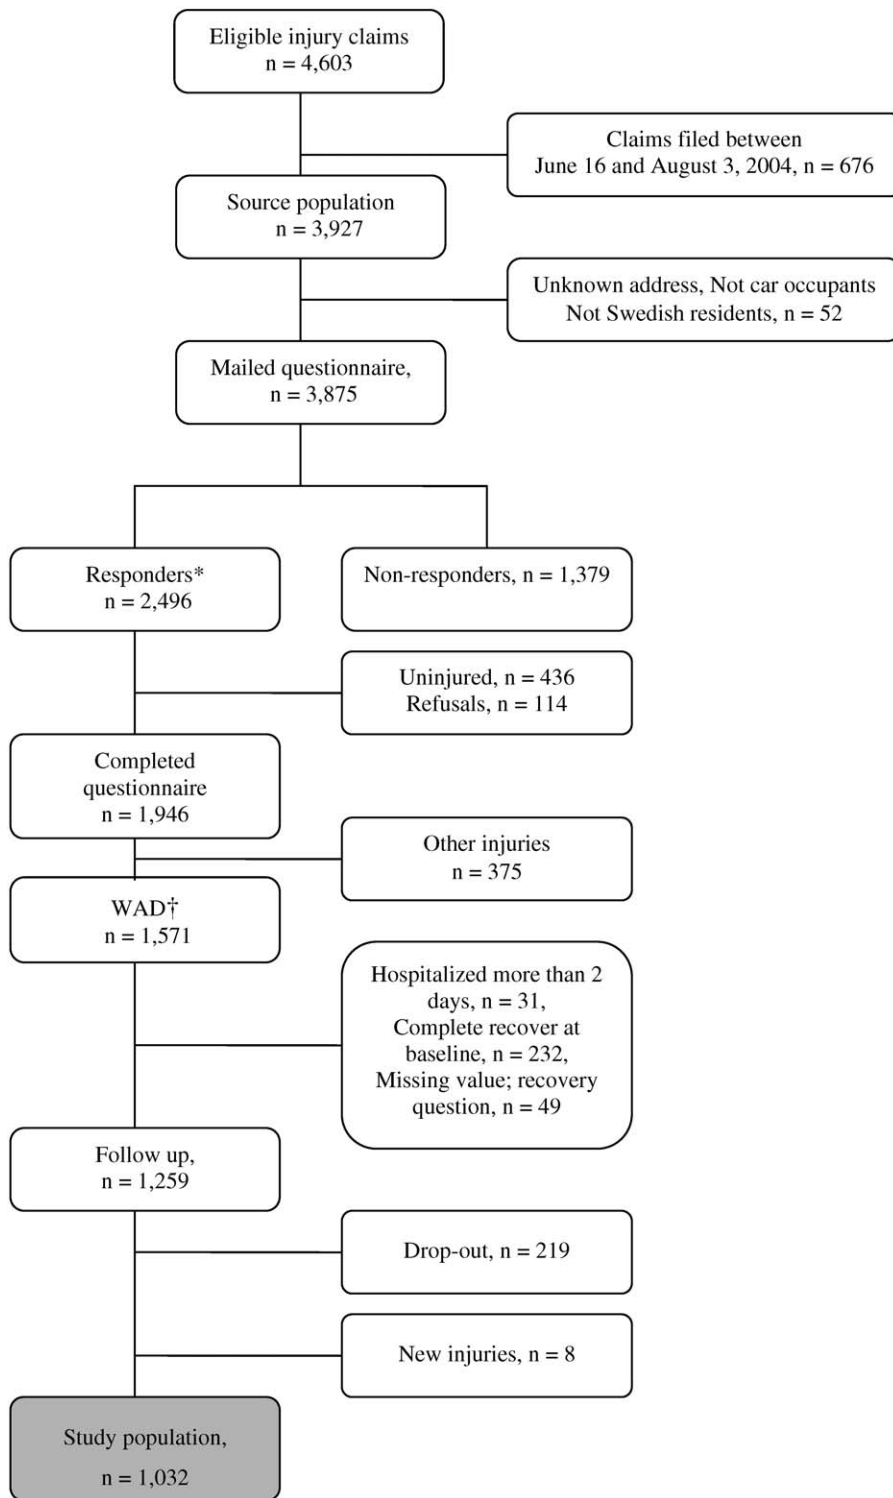 Eligible injury claims
n = 4,603
Claims filed between
June 16 and August 3, 2004, n = 676
Source population
n = 3,927
Unknown address, Not car occupants
Not Swedish residents, n = 52
Mailed questionnaire,
n = 3,875
Responders*
n = 2,496
Non-responders, n = 1,379
Uninjured, n = 436
Refusals, n = 114
Completed
questionnaire
n = 1,946
Other injuries
n = 375
WAD†
n = 1,571
Hospitalized more than 2
days, n = 31,
Complete recover at
baseline, n = 232,
Missing value; recovery
question, n = 49
Follow up,
n = 1,259
Drop-out, n = 219
New injuries, n = 8
Study population,
n = 1,032